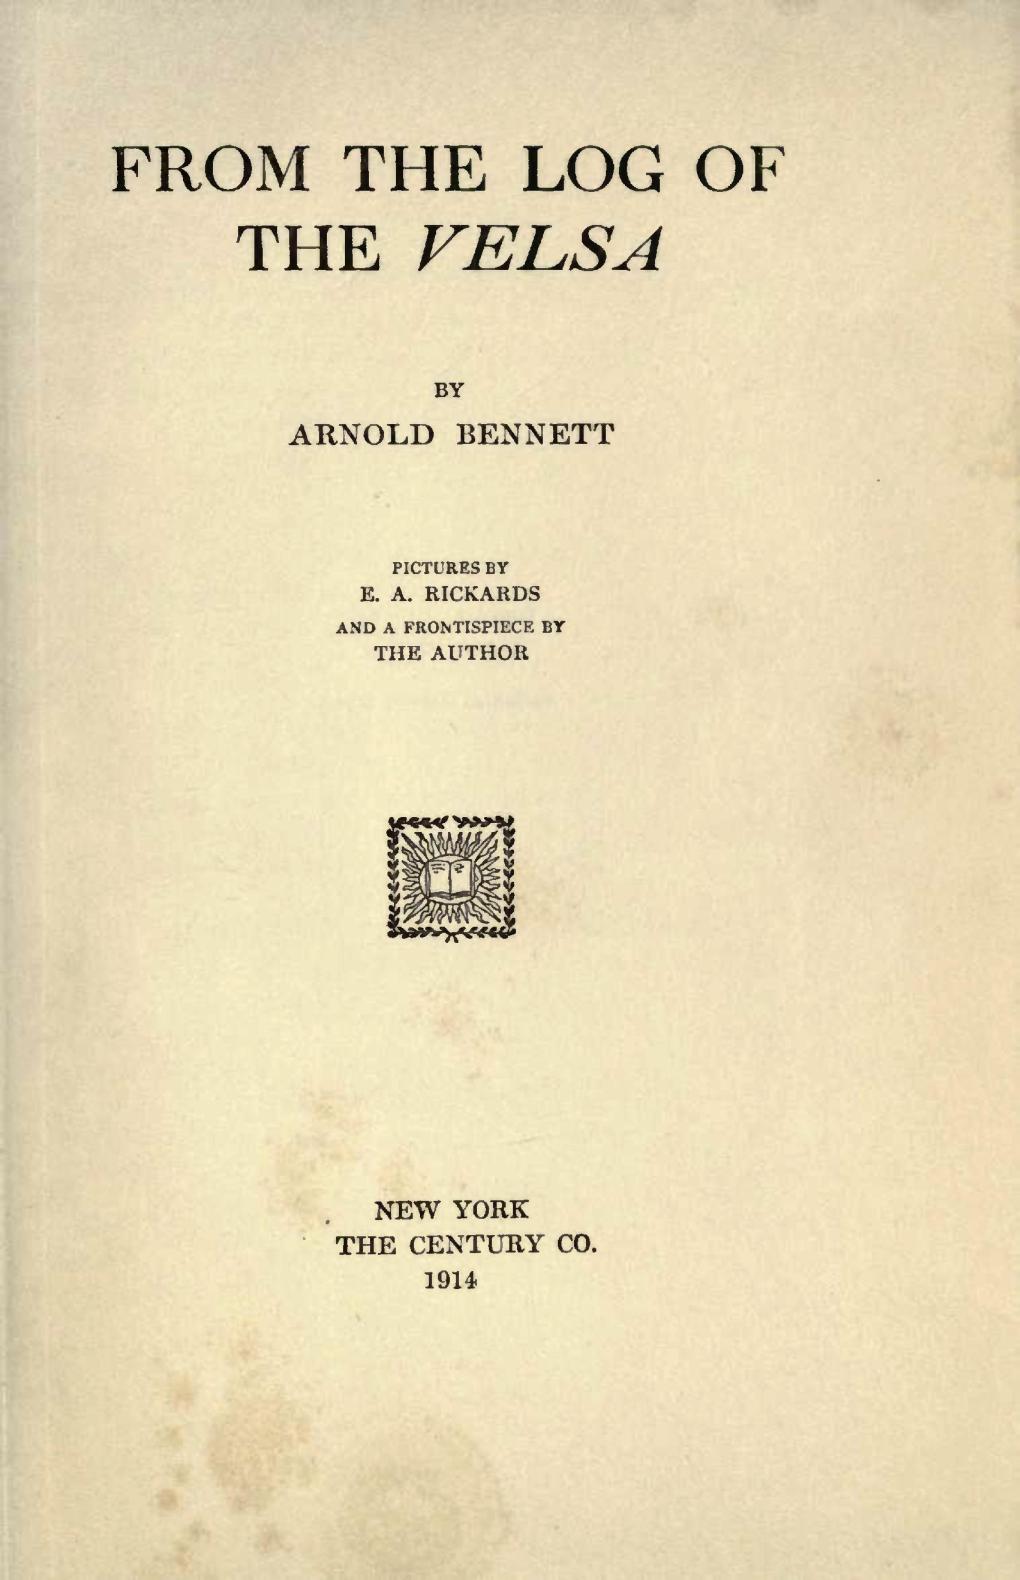 FROM THE LOG OF
THE VELSA
BY
ARNOLD BENNETT
PICTURES BY
E. A. RICKARDS
AND A FRONTISPIECE BY
THE AUTHOR
NEW YORK
THE CENTURY CO.
1914